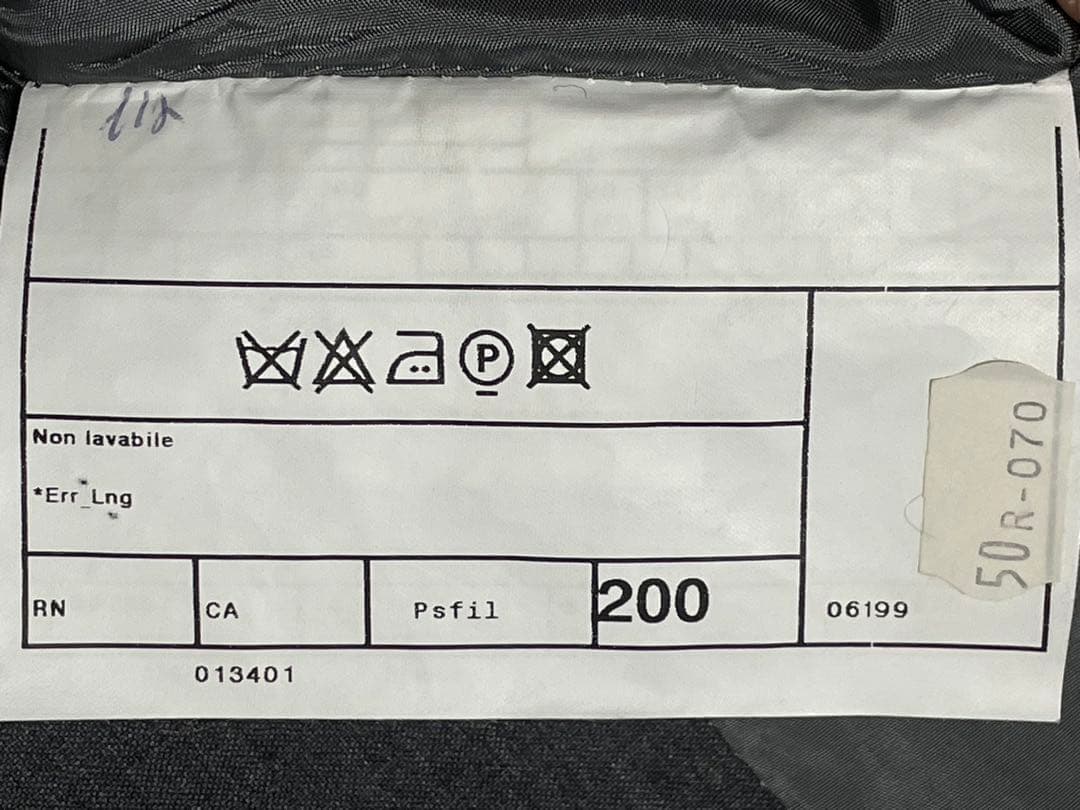 Non lavabile
*Err_Lng
RN
CA
Psfil
200
06199
013401
50R-070